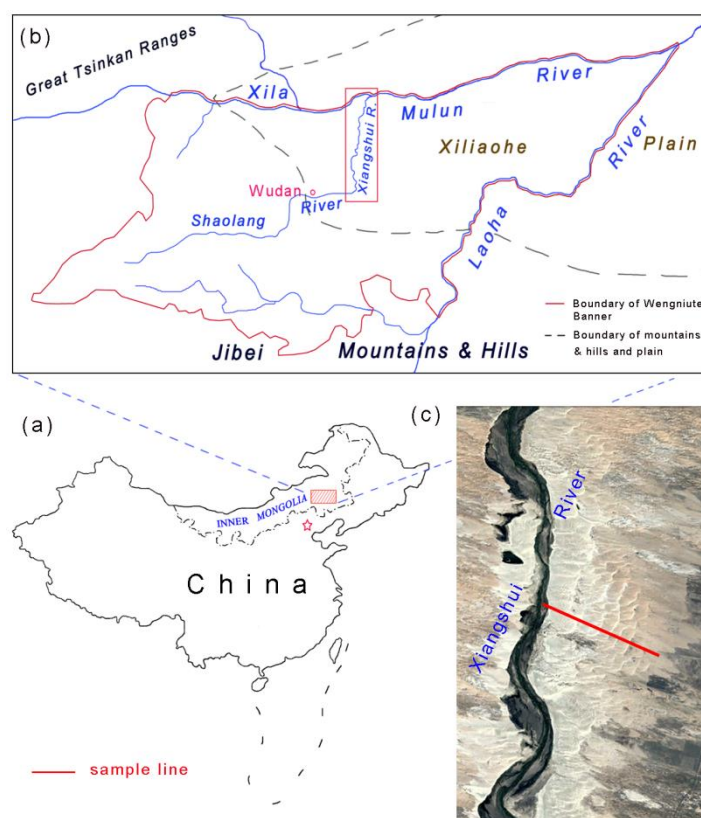 (b)
Great Tsinkan Ranges
Xila
Mulun
River
Xiangshui R.
Xiliaohe
Plain
River
Wudan
River
Shaolang
Laoha
Boundary of Wengniute
Banner
Boundary of mountains
& hills and plain
Jibei
Mountains & Hills
(a)
(c)
INNER MONGOLIA
China
River
Xiangshui
sample line